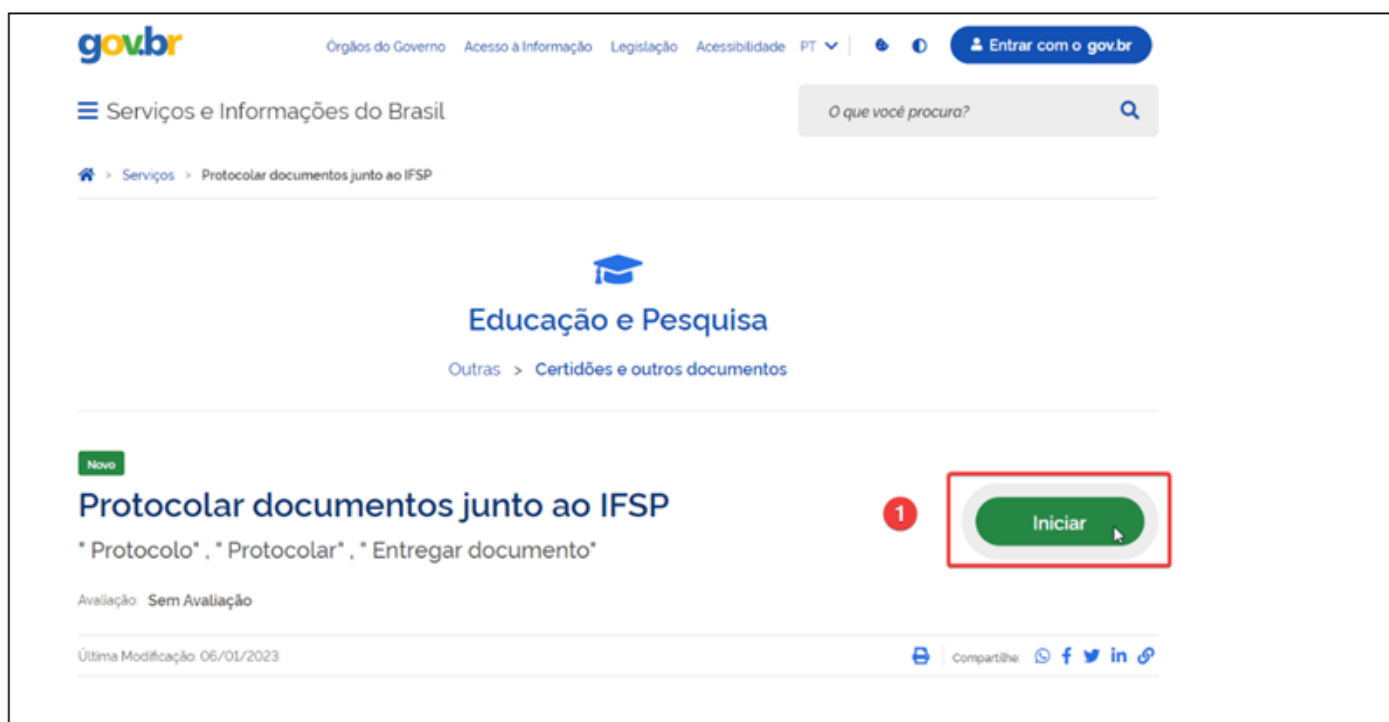 gov.br
Órgãos do Governo Acesso à Informação Legislação Acessibilidade PT
Entrar com o gov.br
Serviços e Informações do Brasil
O que você procura?
> Serviços > Protocolar documentos junto ao IFSP
Educação e Pesquisa
Outras > Certidões e outros documentos
Novo
Protocolar documentos junto ao IFSP
1
Iniciar
" Protocolo" , " Protocolar" , " Entregar documento"
Avaliação: Sem Avaliação
Última Modificação: 06/01/2023
Compartilhe: